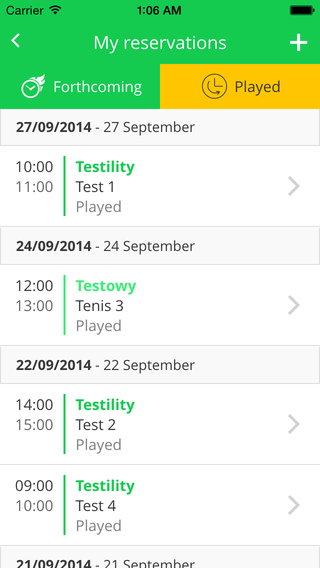 Carrier 1:06 AM
My reservations
Forthcoming Played
27/09/2014 - 27 September
10:00 Testility
11:00 Test 1
Played
24/09/2014 - 24 September
12:00 Testowy
13:00 Tenis 3
Played
22/09/2014 - 22 September
14:00 Testility
15:00 Test 2
Played
09:00 Testility
10:00 Test 4
Played
21/09/2014 - 21 September